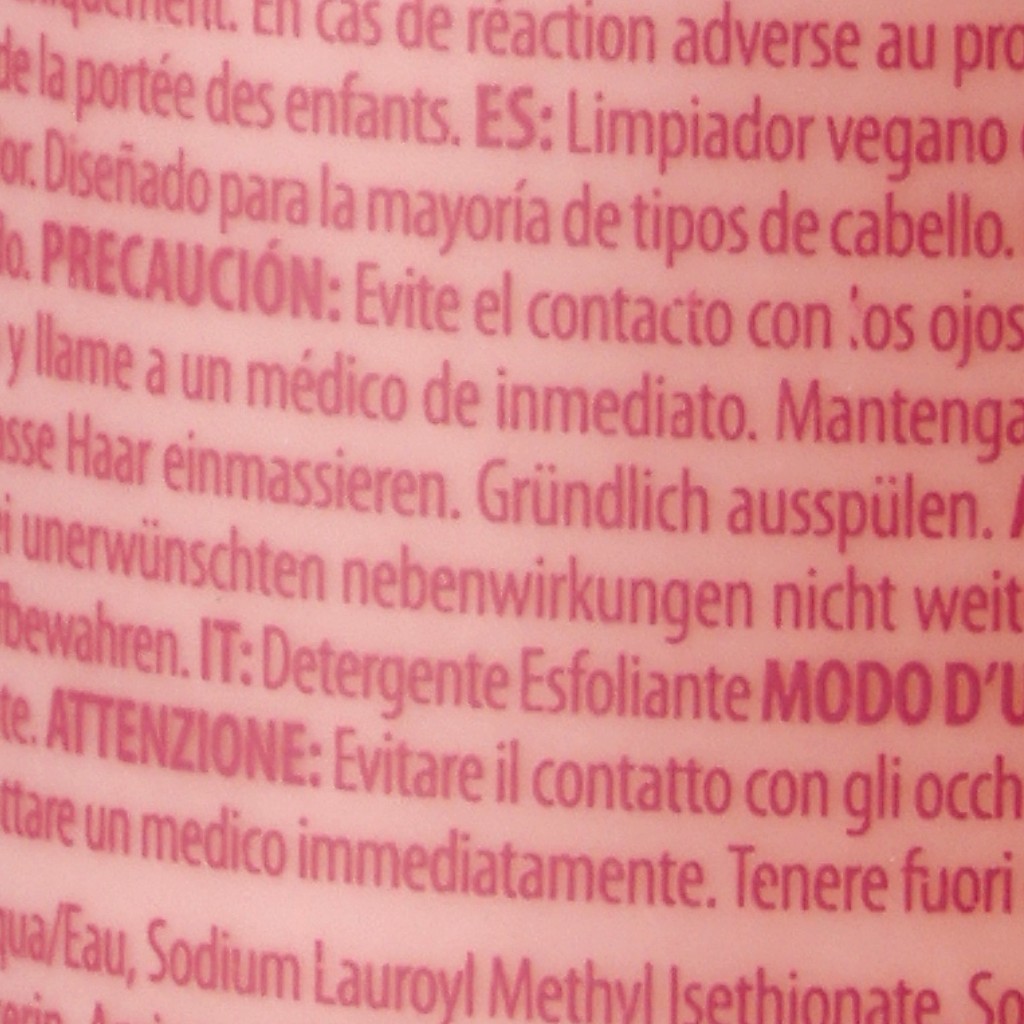 En cas de réaction adverse au
de la portée des enfants. ES: Limpiador vegano
Diseñado para la mayoría de tipos de cabello.
PRECAUCIÓN: Evite el contacto con los ojos
y llame a un médico de inmediato. Mantenga
Haar einmassieren. Gründlich ausspülen.
unerwünschten nebenwirkungen nicht
IT: Detergente Esfoliante MODO D'U
ATTENZIONE: Evitare il contatto con gli occh
ttare un medico immediatamente. Tenere fuori
qua/Eau, Sodium Lauroyl Methyl Isethionate, So